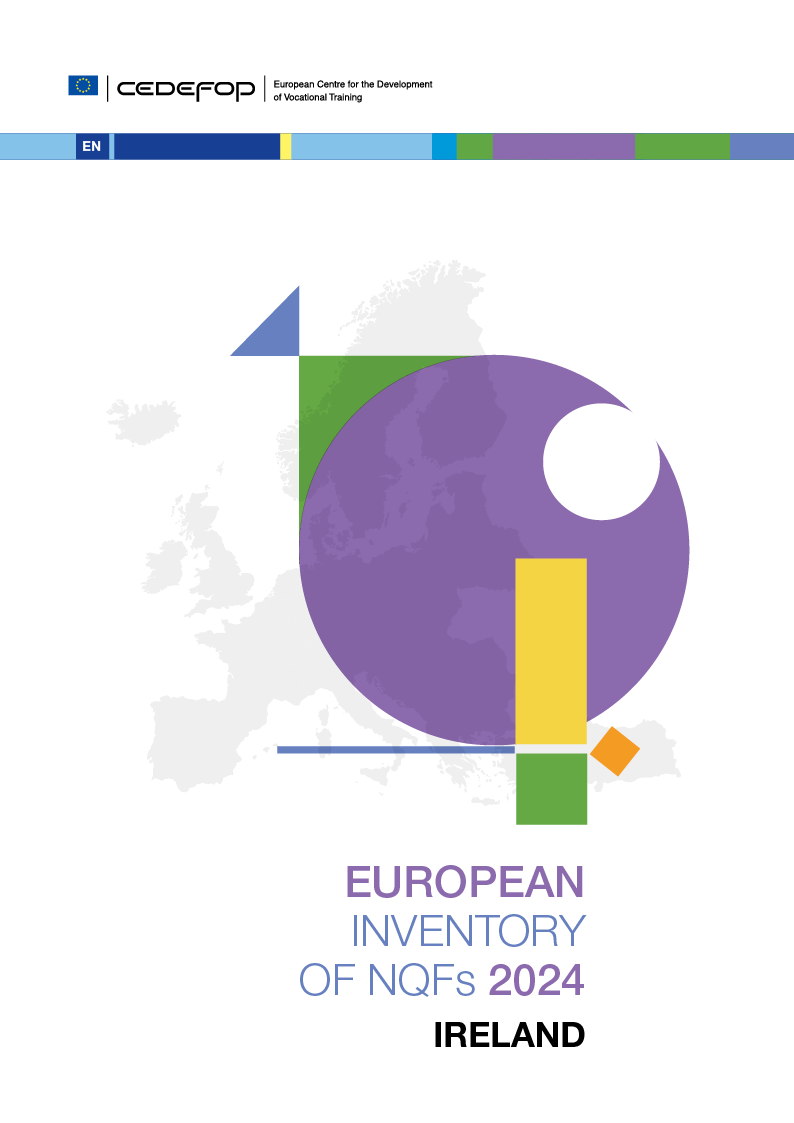 CEDEFOP
European Centre for the Development
of Vocational Training
EN
EUROPEAN
INVENTORY
OF NQFs 2024
IRELAND